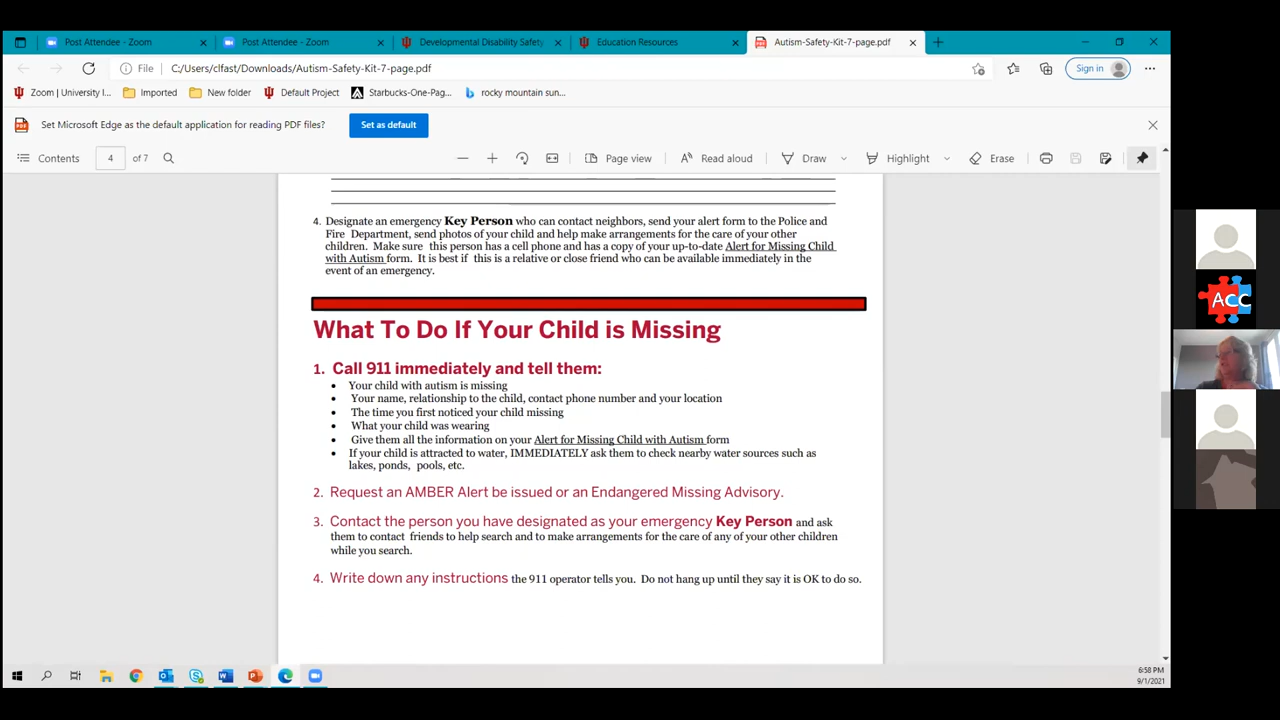 Post Attendee - Zoom
Post Attendee - Zoom
Developmental Disability Safety
Education Resources
Autism-Safety-Kit-7-page.pdf
File
C:/Users/clfast/Downloads/Autism-Safety-Kit-7-page.pdf
Sign in
Zoom | University I...
Imported
New folder
Default Project
Starbucks-One-Pag...
rocky mountain sun...
Set Microsoft Edge as the default application for reading PDF files?
Set as default
Contents
4
of 7
Page view
Read aloud
Draw
Highlight
Erase
4. Designate an emergency Key Person who can contact neighbors, send your alert form to the Police and
Fire Department, send photos of your child and help make arrangements for the care of your other
children. Make sure this person has a cell phone and has a copy of your up-to-date Alert for Missing Child
with Autism form. It is best if this is a relative or close friend who can be available immediately in the
event of an emergency.
What To Do If Your Child is Missing
1. Call 911 immediately and tell them:
• Your child with autism is missing
• Your name, relationship to the child, contact phone number and your location
• The time you first noticed your child missing
• What your child was wearing
• Give them all the information on your Alert for Missing Child with Autism form
• If your child is attracted to water, IMMEDIATELY ask them to check nearby water sources such as
lakes, ponds, pools, etc.
2. Request an AMBER Alert be issued or an Endangered Missing Advisory.
3. Contact the person you have designated as your emergency Key Person and ask
them to contact friends to help search and to make arrangements for the care of any of your other children
while you search.
4. Write down any instructions the 911 operator tells you. Do not hang up until they say it is OK to do so.
ACC
6:58 PM
9/1/2021